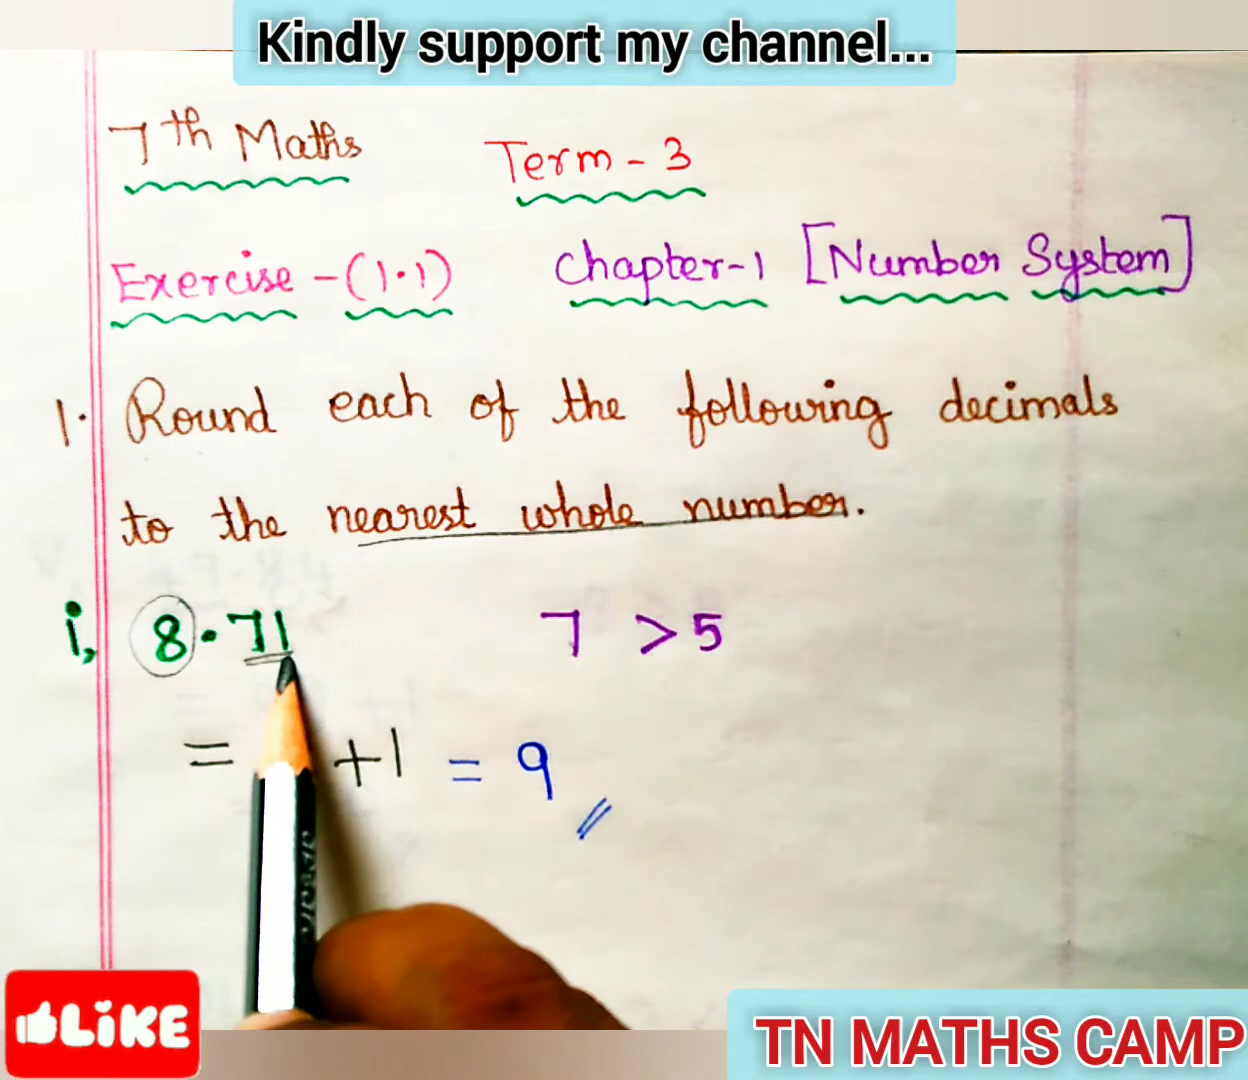 Kindly support my channel...
7th Maths
Term - 3
Exercise - (1.1)
Chapter-1 [Number System]
1. Round each of the following decimals
to the nearest whole number.
i, 8.71 7 > 5
= +1 = 9
LiKE
TN MATHS CAMP